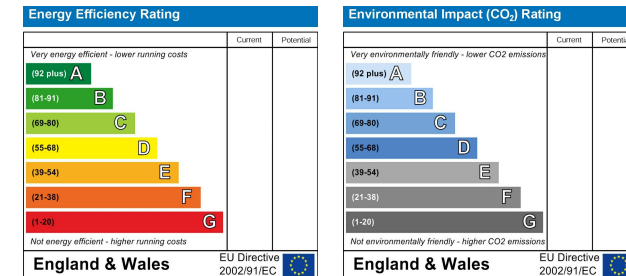 Energy Efficiency Rating
Current Potential
Very energy efficient - lower running costs
(92 plus) A
(81-91) B
(69-80) C
(55-68) D
(39-54) E
(21-38) F
(1-20) G
Not energy efficient - higher running costs
England & Wales
EU Directive
2002/91/EC
Environmental Impact (CO₂) Rating
Current Potential
Very environmentally friendly - lower CO2 emissions
(92 plus) A
(81-91) B
(69-80) C
(55-68) D
(39-54) E
(21-38) F
(1-20) G
Not environmentally friendly - higher CO2 emissions
England & Wales
EU Directive
2002/91/EC